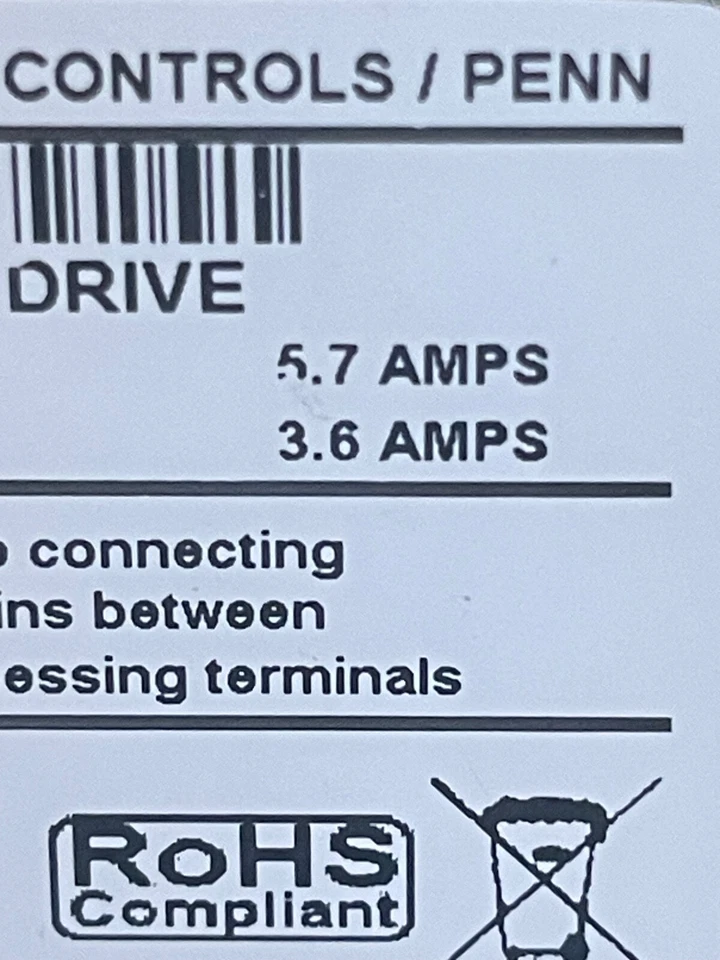 CONTROLS / PENN
DRIVE
5.7 AMPS
3.6 AMPS
connecting
ins between
essing terminals
RoHS
Compliant